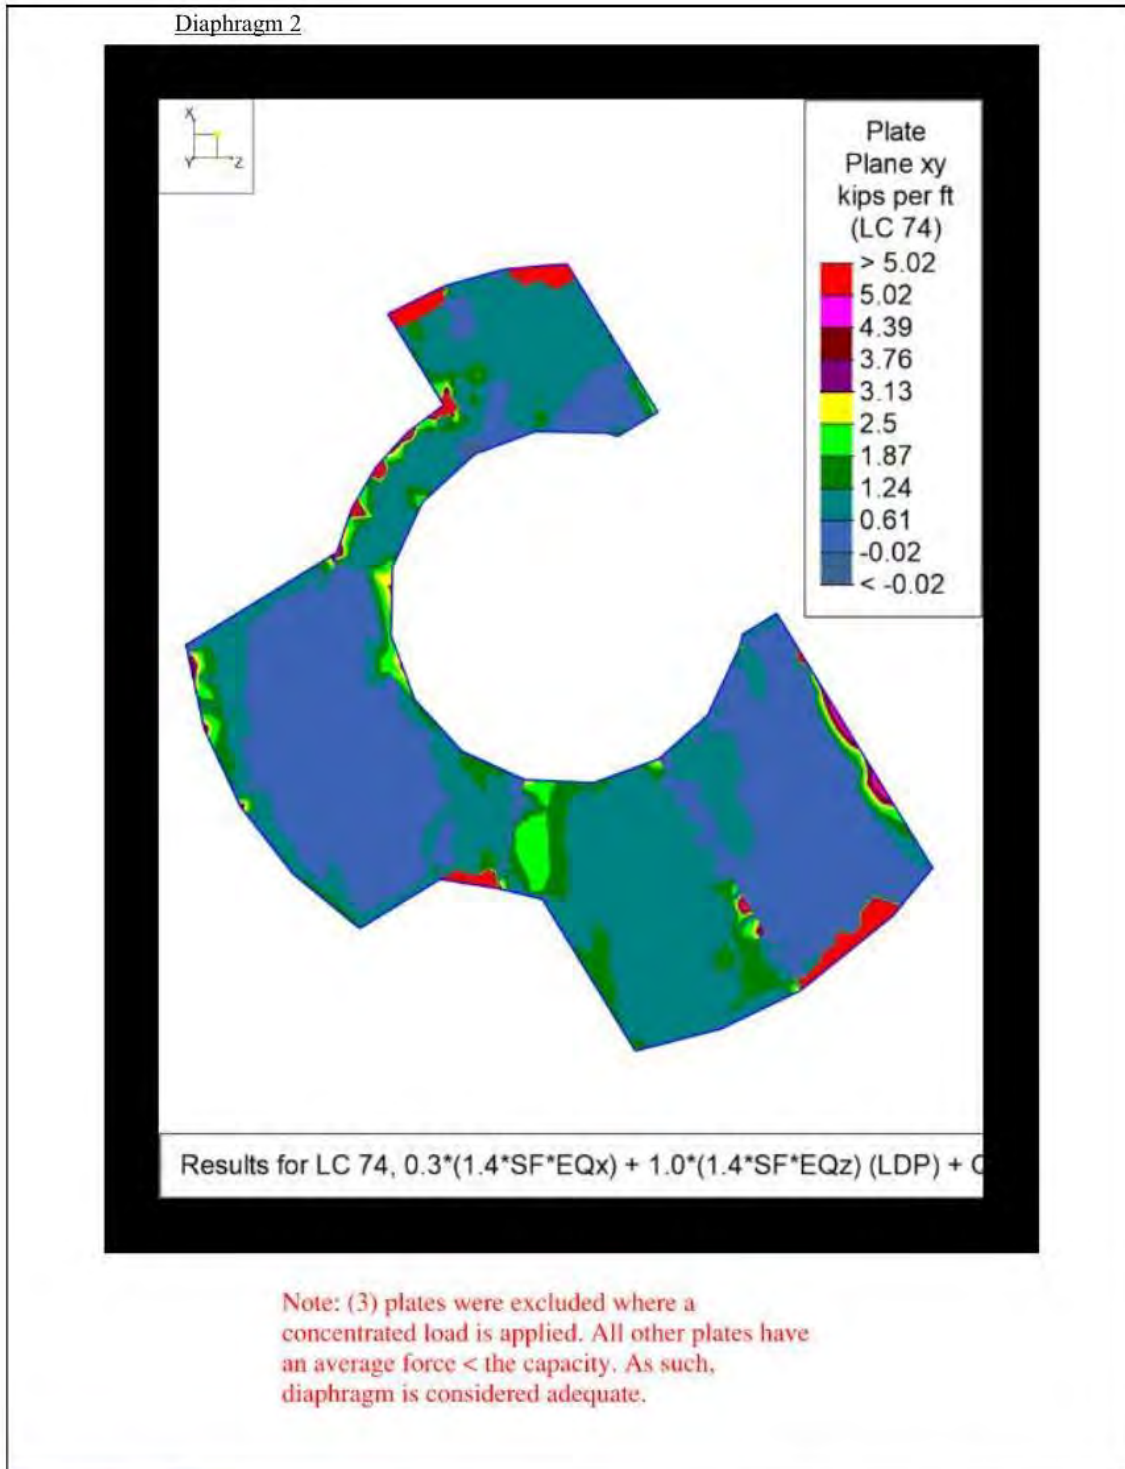 Diaphragm 2
X
Y
Z
Plate
Plane xy
kips per ft
(LC 74)
> 5.02
5.02
4.39
3.76
3.13
2.5
1.87
1.24
0.61
-0.02
< -0.02
Results for LC 74, 0.3*(1.4*SF*EQx) + 1.0*(1.4*SF*EQz) (LDP) +
Note: (3) plates were excluded where a
concentrated load is applied. All other plates have
an average force < the capacity. As such,
diaphragm is considered adequate.